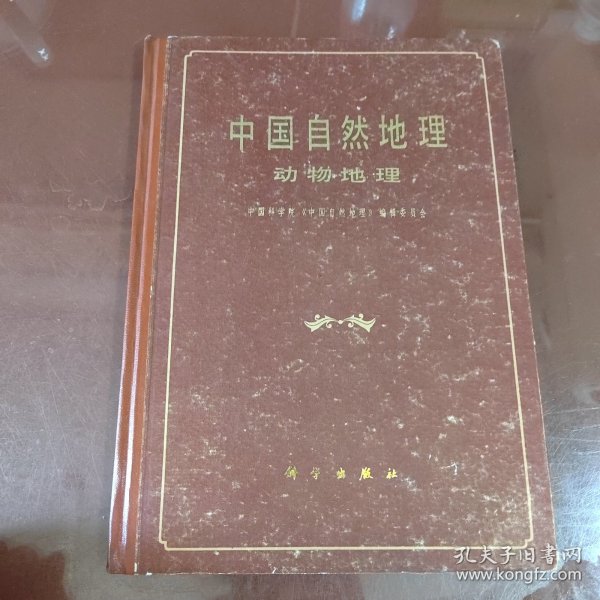 中国自然地理
动物地理
中国科学院《中国自然地理》编辑委员会
科学出版社
孔夫子旧书网
www.kongfz.com